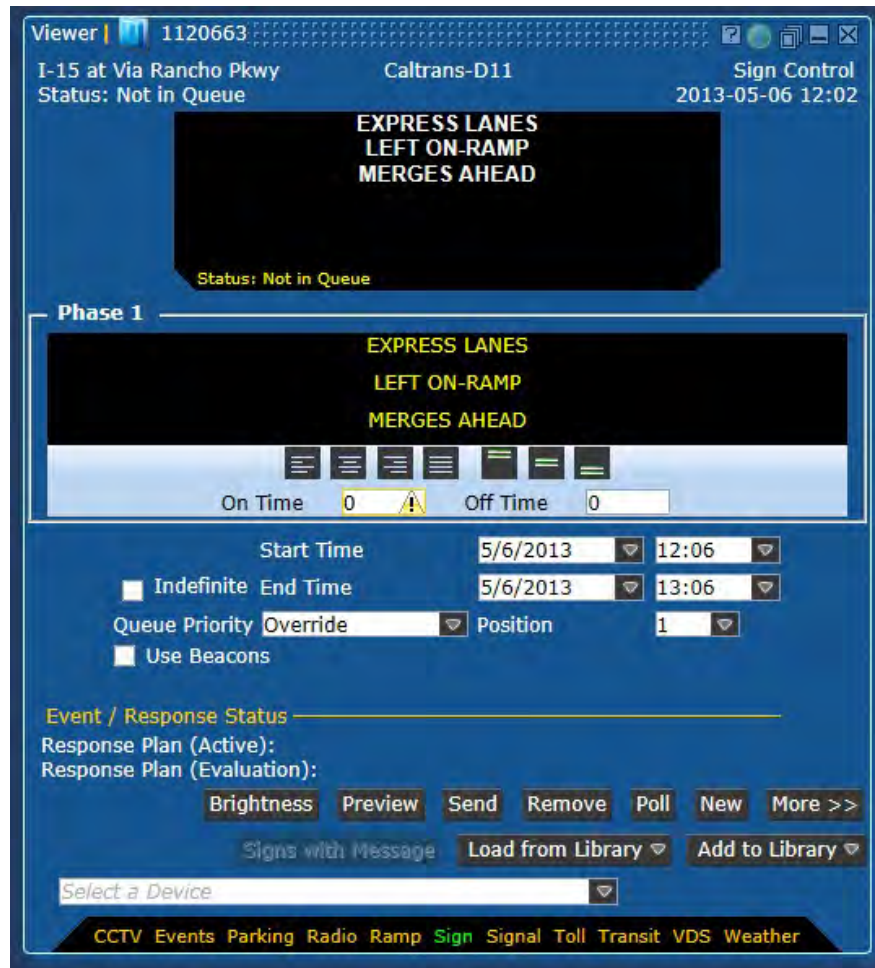 Viewer | 1120663
I-15 at Via Rancho Pkwy Caltrans-D11 Sign Control
Status: Not in Queue 2013-05-06 12:02
EXPRESS LANES
LEFT ON-RAMP
MERGES AHEAD
Status: Not in Queue
Phase 1
EXPRESS LANES
LEFT ON-RAMP
MERGES AHEAD
On Time 0 Off Time 0
Start Time 5/6/2013 12:06
Indefinite End Time 5/6/2013 13:06
Queue Priority Override Position 1
Use Beacons
Event / Response Status
Response Plan (Active):
Response Plan (Evaluation):
Brightness Preview Send Remove Poll New More >>
Signs with Message Load from Library Add to Library
Select a Device
CCTV Events Parking Radio Ramp Sign Signal Toll Transit VDS Weather